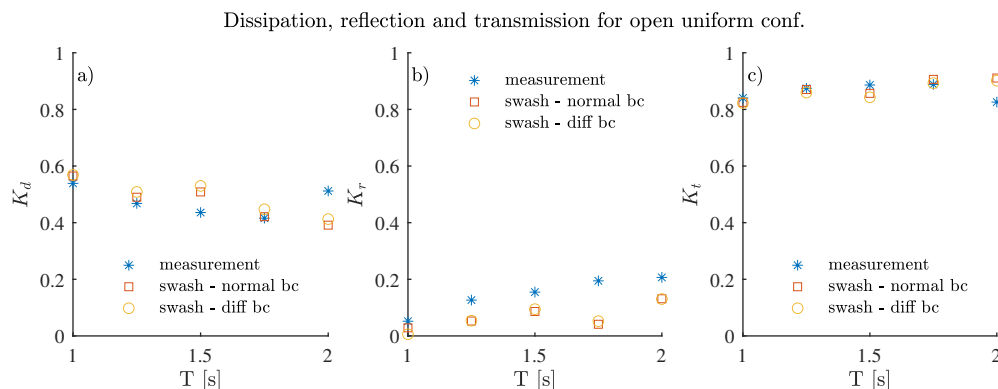 Dissipation, reflection and transmission for open uniform conf.
a)
1
0.8
0.6
0.4
0.2
0
K_d
measurement
swash - normal bc
swash - diff bc
1
1.5
2
T [s]
b)
1
0.8
0.6
0.4
0.2
0
K_r
measurement
swash - normal bc
swash - diff bc
1
1.5
2
T [s]
c)
1
0.8
0.6
0.4
0.2
0
K_t
measurement
swash - normal bc
swash - diff bc
1
1.5
2
T [s]